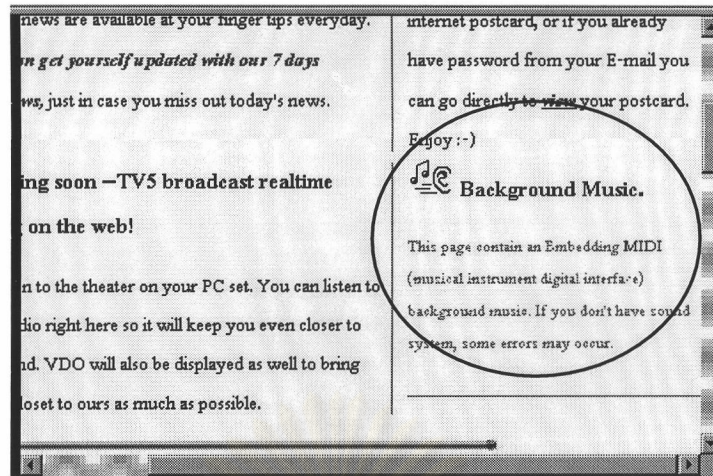 news are available at your finger tips everyday.
get yourself updated with our 7 days
just in case you miss out today's news.
ing soon —TV5 broadcast realtime
on the web!
n to the theater on your PC set. You can listen to
dio right here so it will keep you even closer to
nd. VDO will also be displayed as well to bring
loset to ours as much as possible.
internet postcard, or if you already
have password from your E-mail you
can go directly to view your postcard.
Enjoy :-)
Background Music.
This page contain an Embedding MIDI
(musical instrument digital interface)
background music. If you don't have sound
system, some errors may occur.